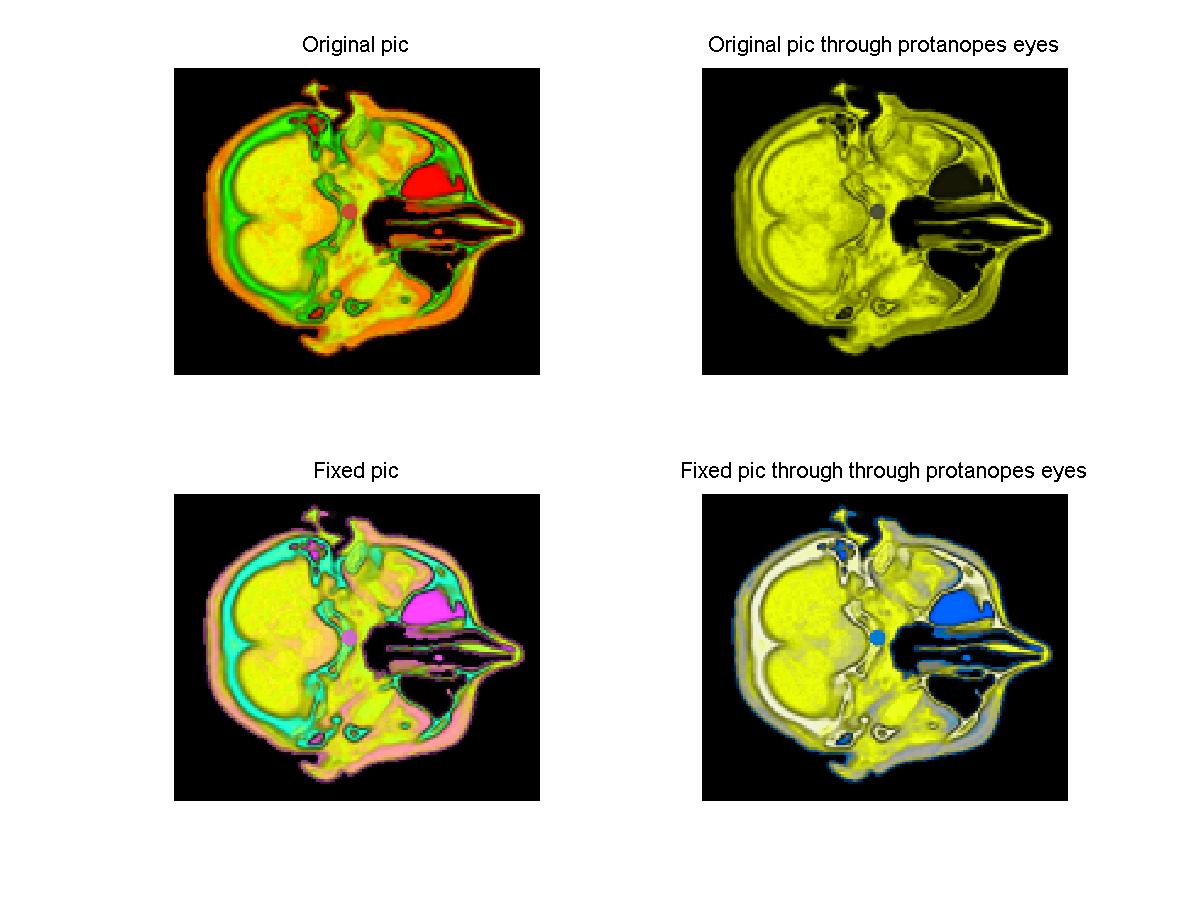 Original pic
Original pic through protanopes eyes
Fixed pic
Fixed pic through through protanopes eyes